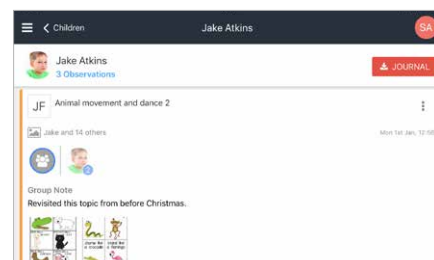 Children
Jake Atkins
SA
Jake Atkins
3 Observations
JOURNAL
JF
Animal movement and dance 2
Jake and 14 others
Mon 1st Jan, 12:56
2
Group Note
Revisited this topic from before Christmas.